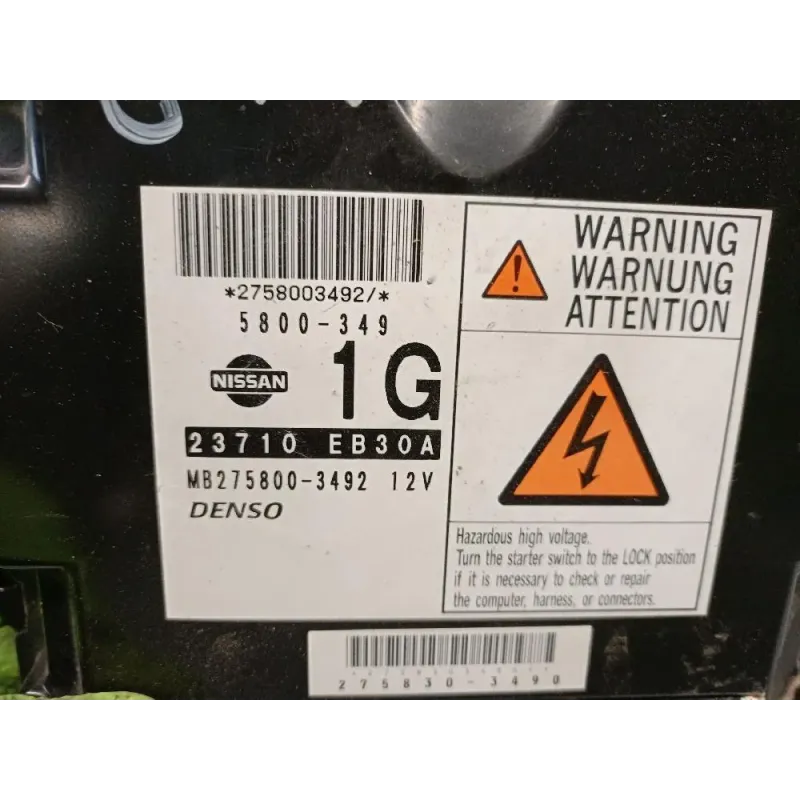 *2758003492/*
5800-349
NISSAN
1G
23710 EB30A
MB275800-3492 12V
DENSO
WARNING
WARNUNG
ATTENTION
Hazardous high voltage.
Turn the starter switch to the LOCK position
if it is necessary to check or repair
the computer, harness, or connectors.
275830-3490